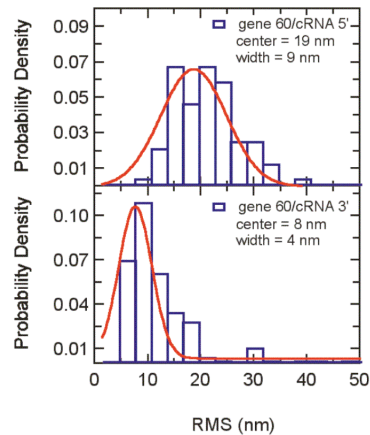 0.09
0.07
0.05
0.03
0.01
Probability Density
gene 60/cRNA 5'
center = 19 nm
width = 9 nm
0.10
0.07
0.04
0.01
Probability Density
gene 60/cRNA 3'
center = 8 nm
width = 4 nm
0 10 20 30 40 50
RMS (nm)